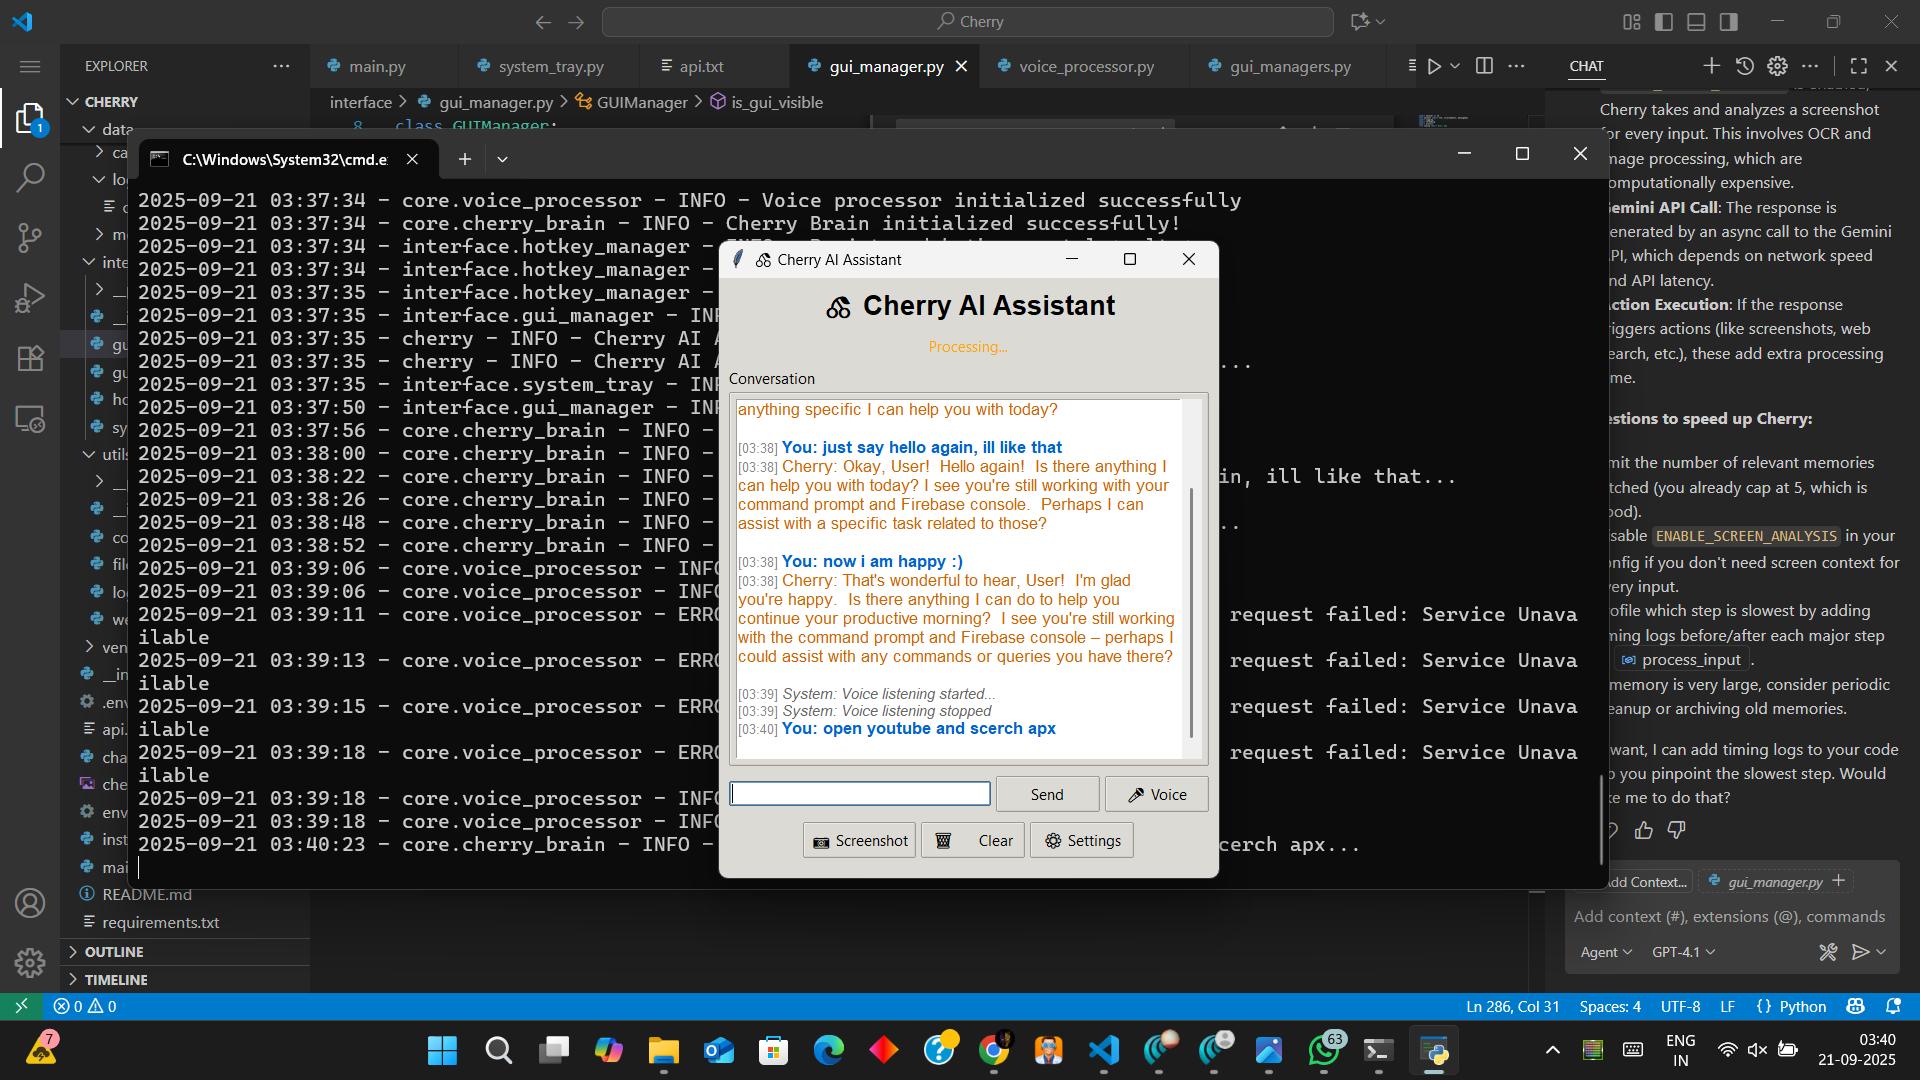 Cherry
EXPLORER
main.py
system_tray.py
api.txt
gui_manager.py
voice_processor.py
gui_managers.py
CHAT
CHERRY
interface > gui_manager.py > GUIManager > is_gui_visible
data
8 class GUIManager:
C:\Windows\System32\cmd.e
2025-09-21 03:37:34 - core.voice_processor - INFO - Voice processor initialized successfully
2025-09-21 03:37:34 - core.cherry_brain - INFO - Cherry Brain initialized successfully!
2025-09-21 03:37:34 - interface.hotkey_manager -
2025-09-21 03:37:34 - interface.hotkey_manager -
2025-09-21 03:37:35 - interface.hotkey_manager -
2025-09-21 03:37:35 - interface.gui_manager - INF
2025-09-21 03:37:35 - cherry - INFO - Cherry AI A
2025-09-21 03:37:35 - cherry - INFO - Cherry AI A ...
2025-09-21 03:37:35 - interface.system_tray - INF
2025-09-21 03:37:50 - interface.gui_manager - INF
2025-09-21 03:37:56 - core.cherry_brain - INFO -
2025-09-21 03:38:00 - core.cherry_brain - INFO -
2025-09-21 03:38:22 - core.cherry_brain - INFO - in, ill like that...
2025-09-21 03:38:26 - core.cherry_brain - INFO -
2025-09-21 03:38:48 - core.cherry_brain - INFO - ..
2025-09-21 03:38:52 - core.cherry_brain - INFO -
2025-09-21 03:39:06 - core.voice_processor - INFO
2025-09-21 03:39:06 - core.voice_processor - INFO
2025-09-21 03:39:11 - core.voice_processor - ERRO request failed: Service Unava
ilable
2025-09-21 03:39:13 - core.voice_processor - ERRO request failed: Service Unava
ilable
2025-09-21 03:39:15 - core.voice_processor - ERRO request failed: Service Unava
ilable
2025-09-21 03:39:18 - core.voice_processor - ERRO request failed: Service Unava
ilable
2025-09-21 03:39:18 - core.voice_processor - INFO
2025-09-21 03:39:18 - core.voice_processor - INFO
2025-09-21 03:40:23 - core.cherry_brain - INFO - cerch apx...
Cherry AI Assistant
Cherry AI Assistant
Processing...
Conversation
anything specific I can help you with today?
[03:38] You: just say hello again, ill like that
[03:38] Cherry: Okay, User! Hello again! Is there anything I
can help you with today? I see you're still working with your
command prompt and Firebase console. Perhaps I can
assist with a specific task related to those?
[03:38] You: now i am happy :)
[03:38] Cherry: That's wonderful to hear, User! I'm glad
you're happy. Is there anything I can do to help you
continue your productive morning? I see you're still working
with the command prompt and Firebase console – perhaps I
could assist with any commands or queries you have there?
[03:39] System: Voice listening started...
[03:39] System: Voice listening stopped
[03:40] You: open youtube and scerch apx
Send
Voice
Screenshot
Clear
Settings
Cherry takes and analyzes a screenshot
or every input. This involves OCR and
mage processing, which are
omputationally expensive.
emini API Call: The response is
enerated by an async call to the Gemini
PI, which depends on network speed
nd API latency.
ction Execution: If the response
riggers actions (like screenshots, web
earch, etc.), these add extra processing
me.
estions to speed up Cherry:
mit the number of relevant memories
tched (you already cap at 5, which is
ood).
isable ENABLE_SCREEN_ANALYSIS in your
onfig if you don't need screen context for
very input.
rofile which step is slowest by adding
ming logs before/after each major step
process_input .
memory is very large, consider periodic
eanup or archiving old memories.
want, I can add timing logs to your code
p you pinpoint the slowest step. Would
ke me to do that?
dd Context...
gui_manager.py
Add context (#), extensions (@), commands
Agent
GPT-4.1
1
ca
lo
c
m
inte
gu
gu
ho
sy
utils
co
file
lo
we
ven
__in
.env
api.
cha
che
env
inst
mai
README.md
requirements.txt
OUTLINE
TIMELINE
0 0
Ln 286, Col 31
Spaces: 4
UTF-8
LF
{} Python
7
63
ENG
IN
03:40
21-09-2025